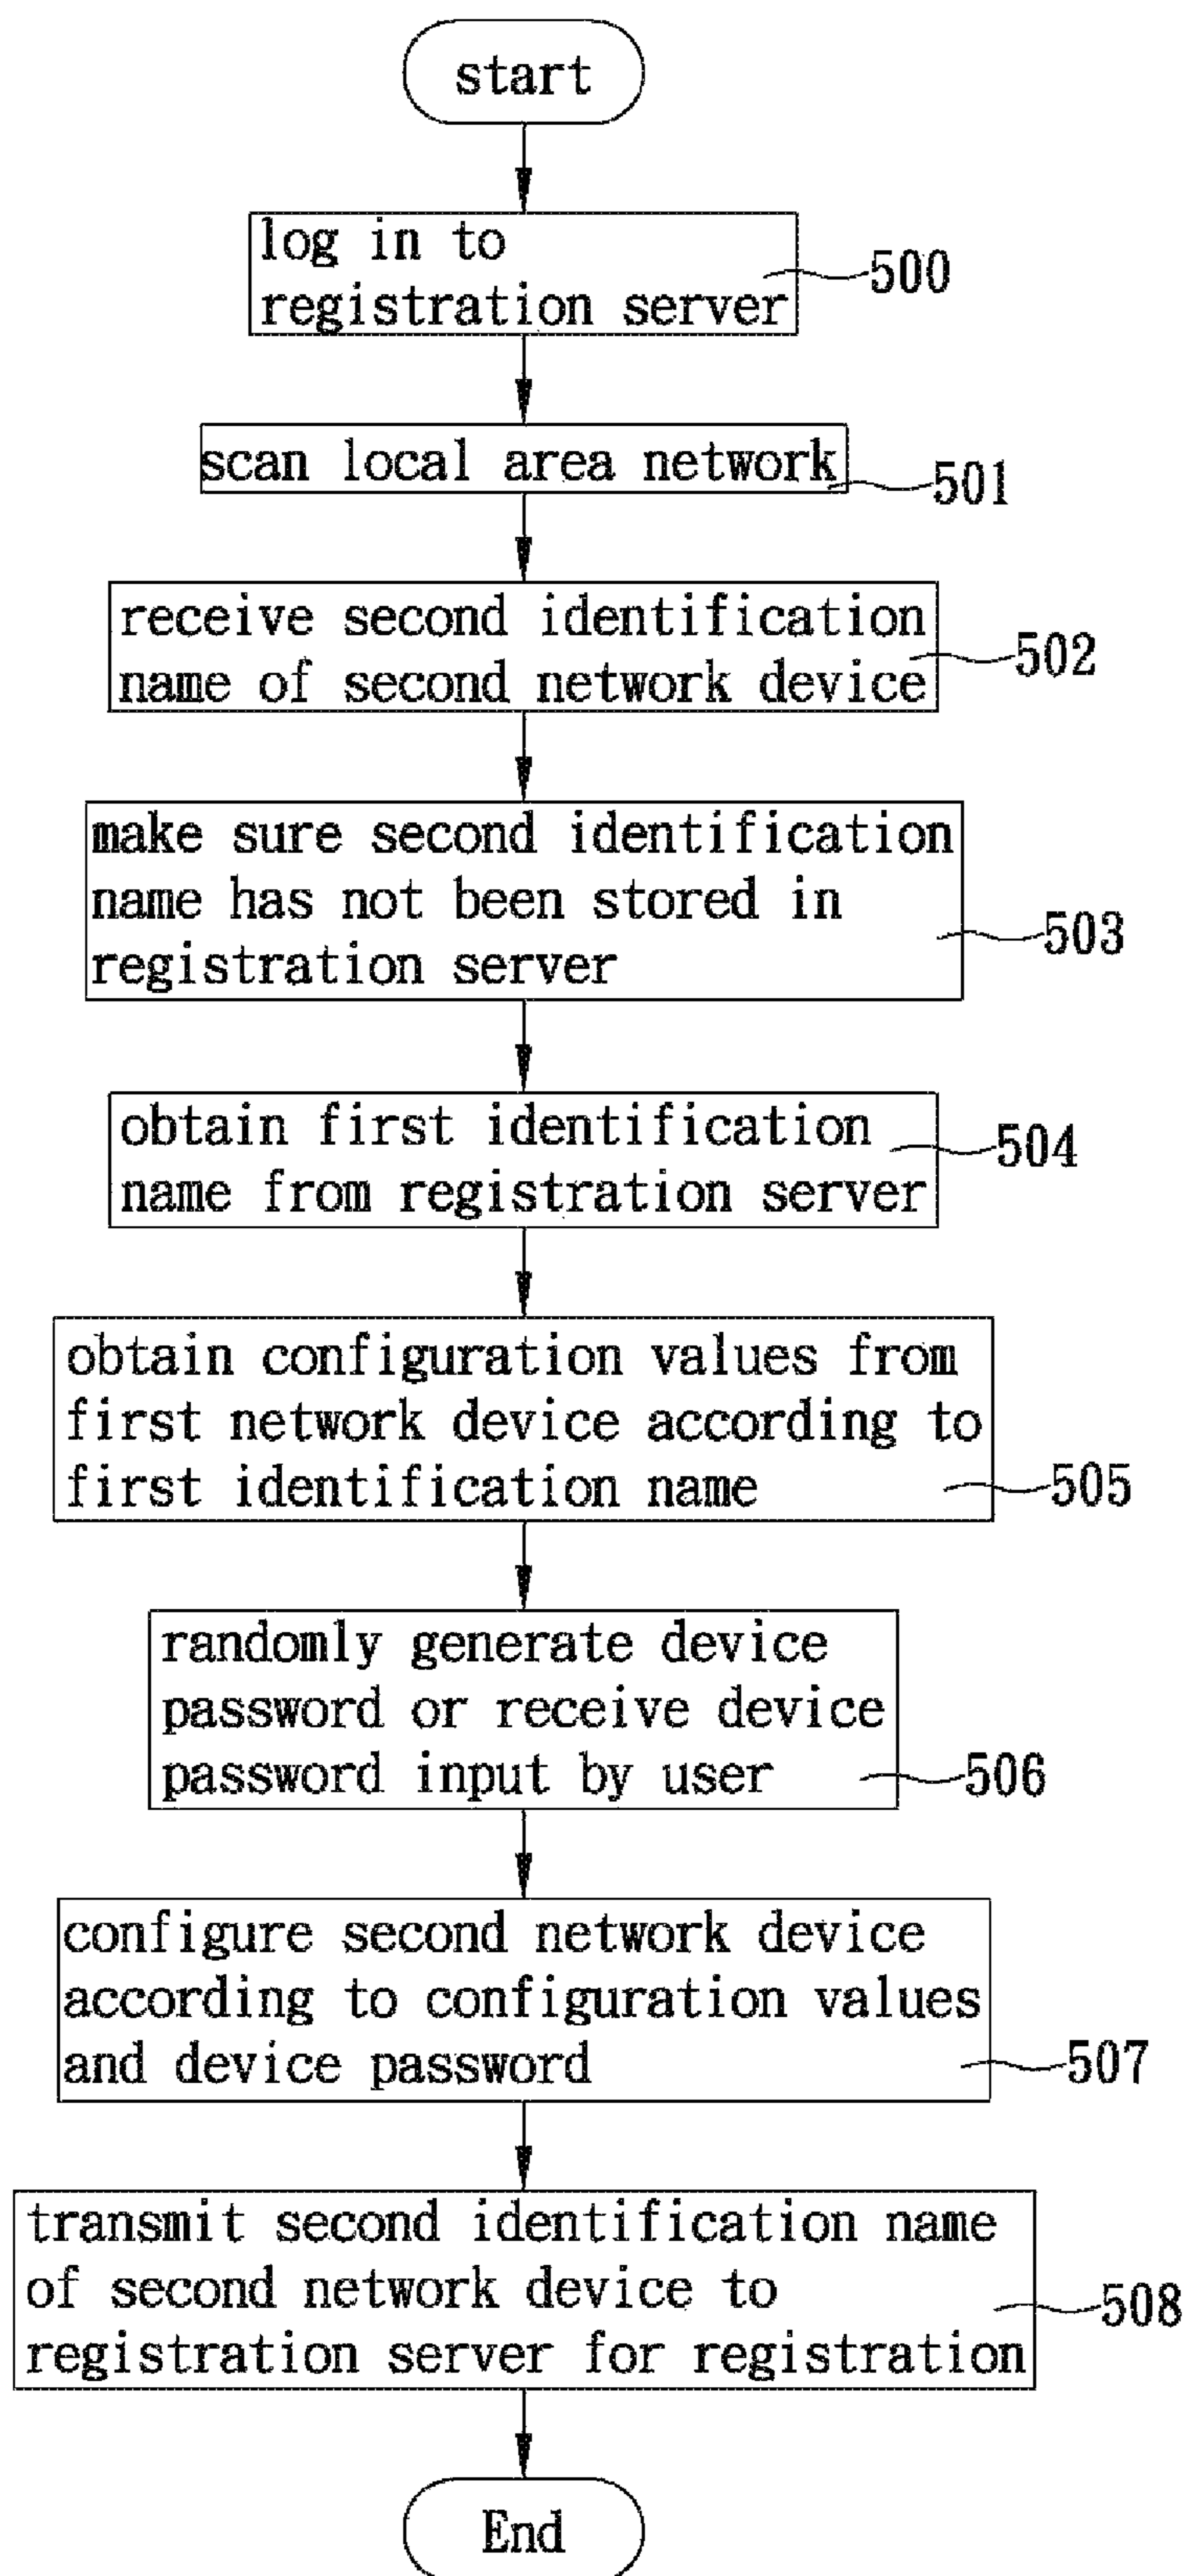 start
log in to
registration server
500
scan local area network
501
receive second identification
name of second network device
502
make sure second identification
name has not been stored in
registration server
503
obtain first identification
name from registration server
504
obtain configuration values from
first network device according to
first identification name
505
randomly generate device
password or receive device
password input by user
506
configure second network device
according to configuration values
and device password
507
transmit second identification name
of second network device to
registration server for registration
508
End